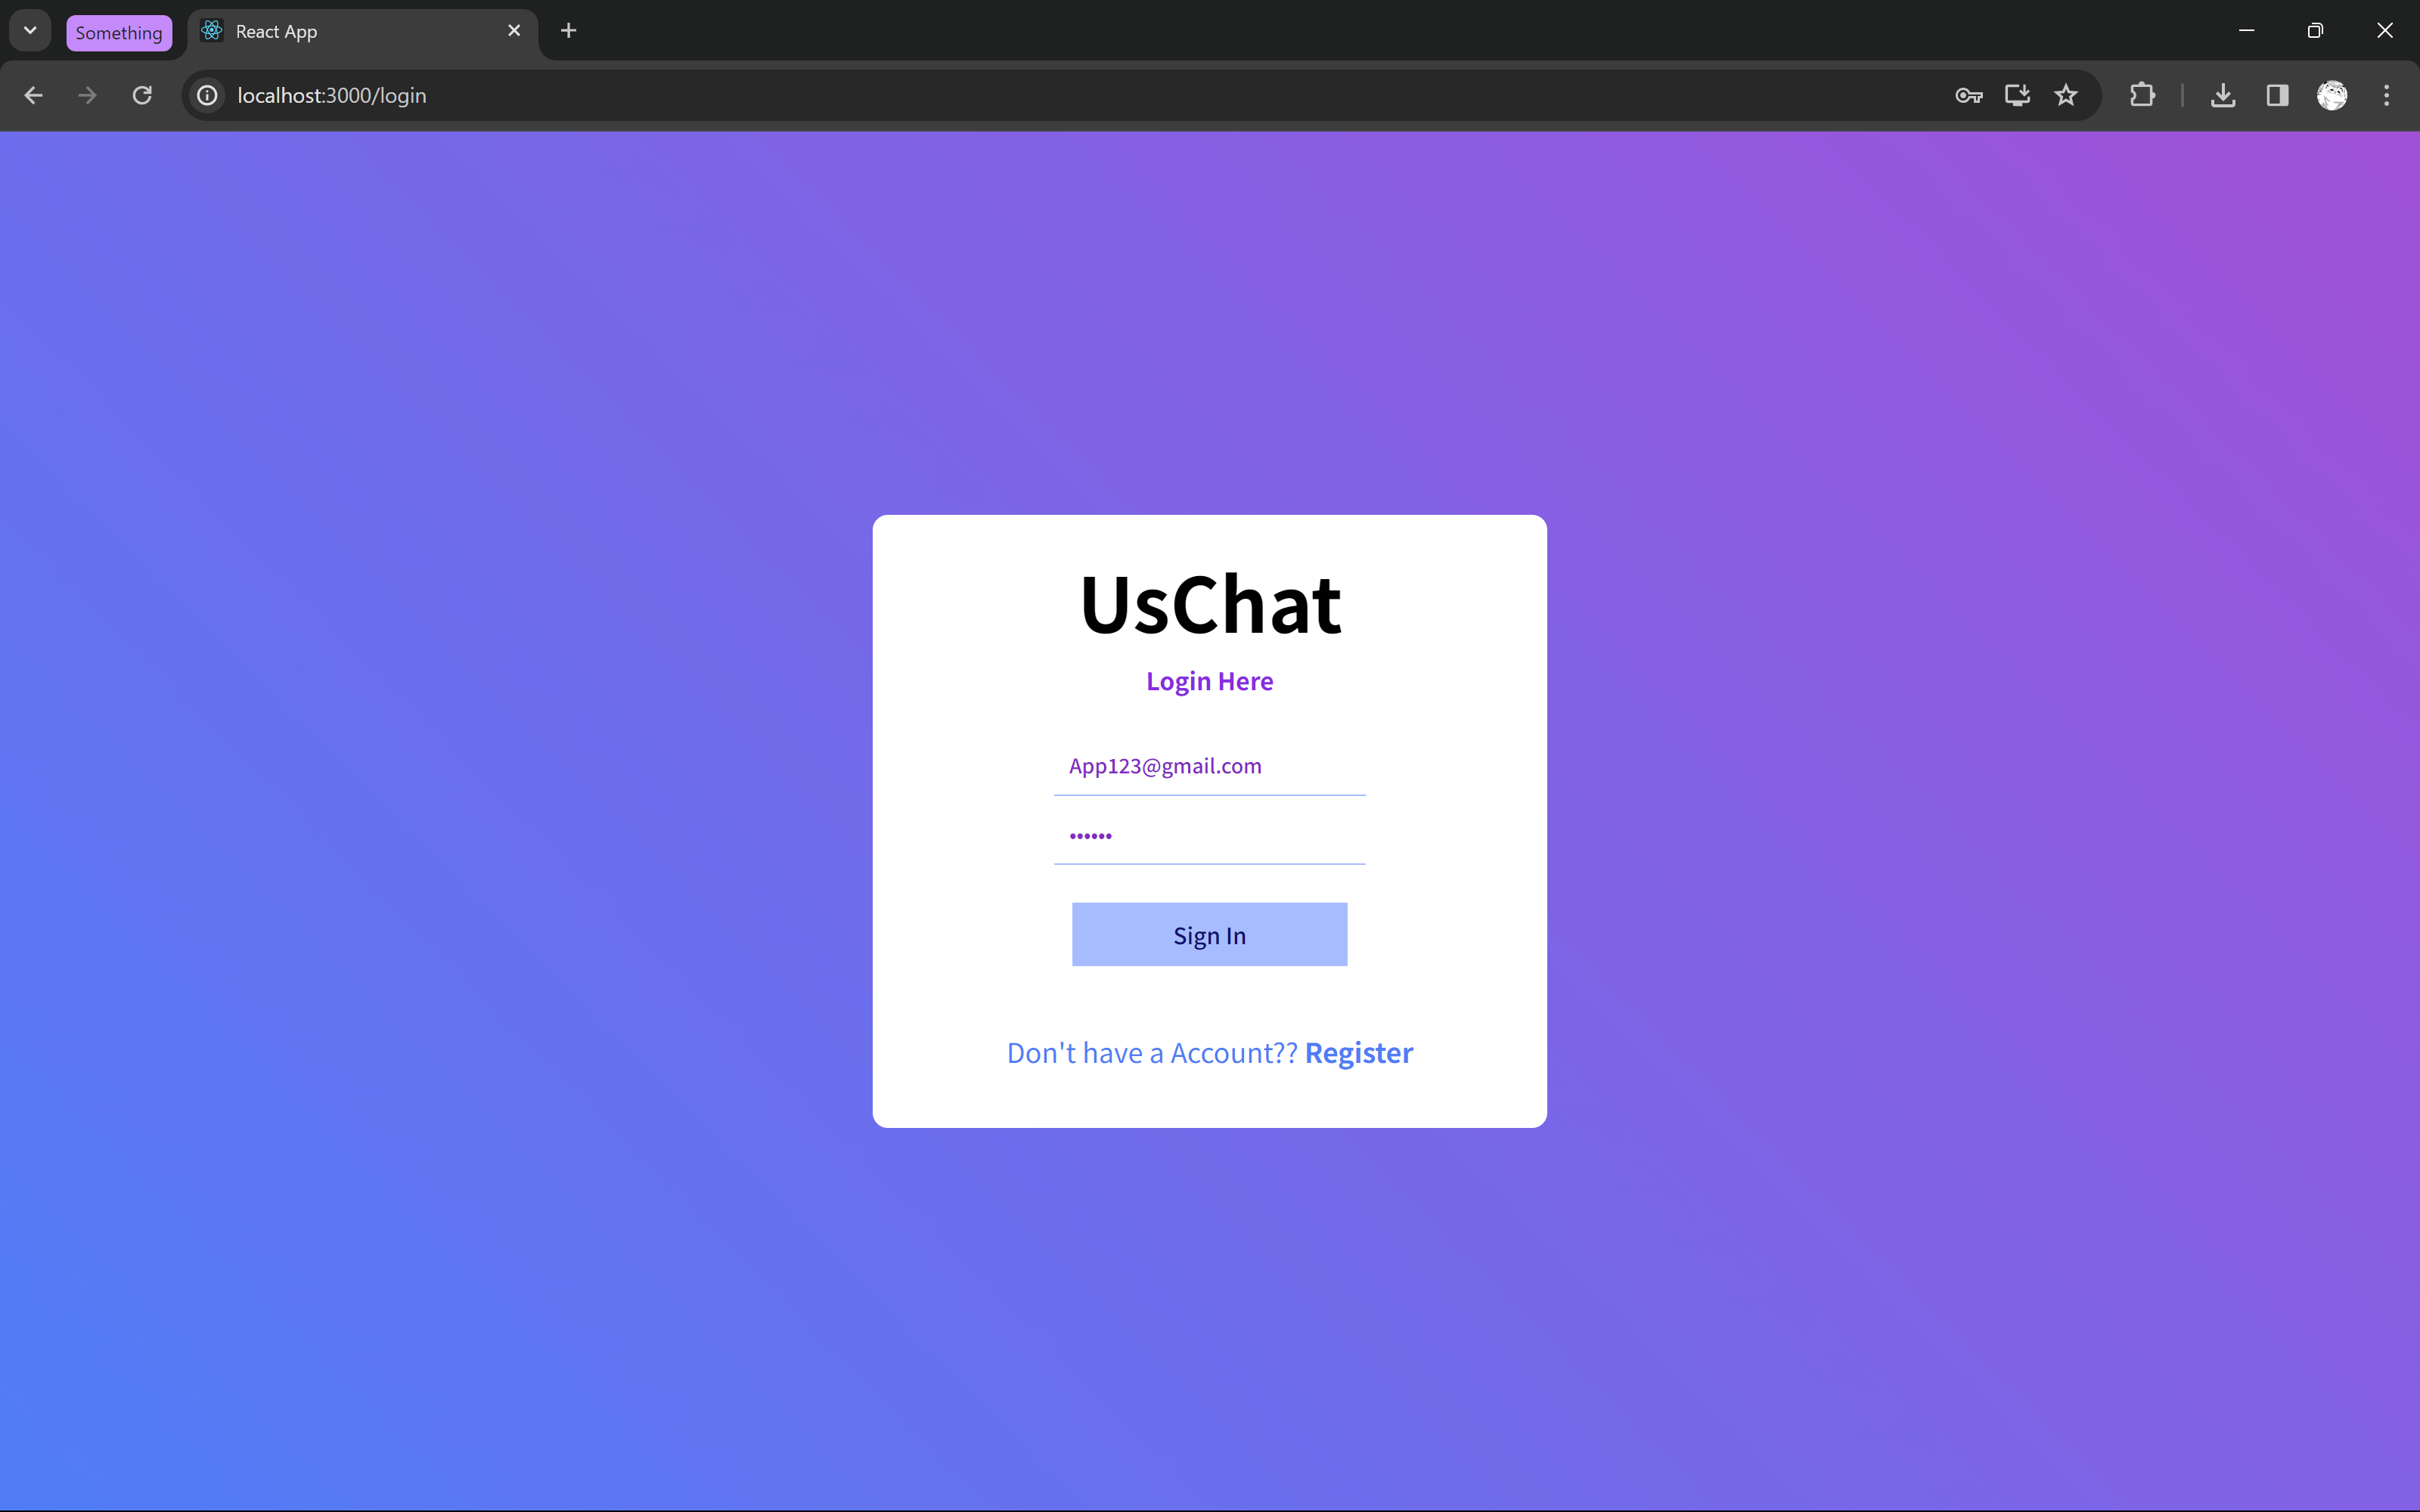 Something
React App
localhost:3000/login
UsChat
Login Here
App123@gmail.com
••••••
Sign In
Don't have a Account?? Register